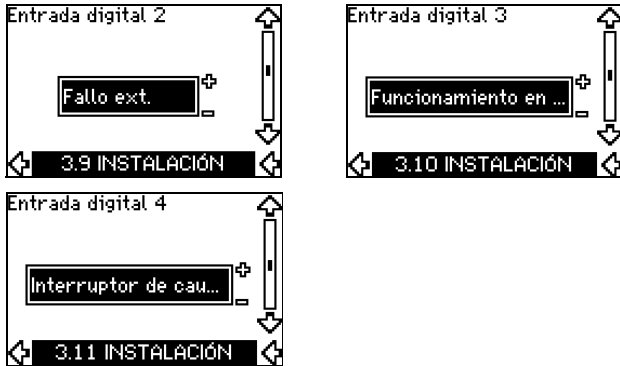 Entrada digital 2
Fallo ext.
3.9 INSTALACIÓN
Entrada digital 3
Funcionamiento en ...
3.10 INSTALACIÓN
Entrada digital 4
Interruptor de cau...
3.11 INSTALACIÓN